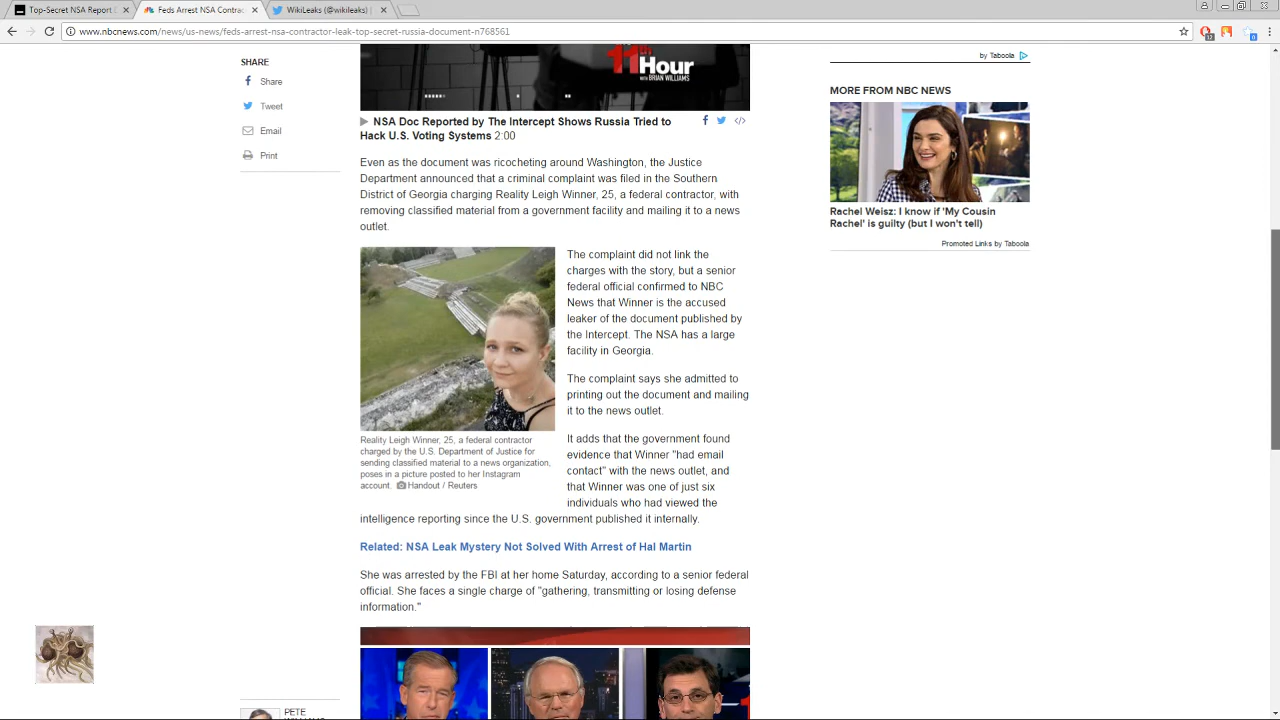 Top-Secret NSA Report
Feds Arrest NSA Contrac
WikiLeaks (@wikileaks) |
www.nbcnews.com/news/us-news/feds-arrest-nsa-contractor-leak-top-secret-russia-document-n768561
SHARE
Share
Tweet
Email
Print
11th
Hour
WITH BRIAN WILLIAMS
NSA Doc Reported by The Intercept Shows Russia Tried to
Hack U.S. Voting Systems 2:00
Even as the document was ricocheting around Washington, the Justice
Department announced that a criminal complaint was filed in the Southern
District of Georgia charging Reality Leigh Winner, 25, a federal contractor, with
removing classified material from a government facility and mailing it to a news
outlet.
The complaint did not link the
charges with the story, but a senior
federal official confirmed to NBC
News that Winner is the accused
leaker of the document published by
the Intercept. The NSA has a large
facility in Georgia.
The complaint says she admitted to
printing out the document and mailing
it to the news outlet.
It adds that the government found
evidence that Winner "had email
contact" with the news outlet, and
that Winner was one of just six
individuals who had viewed the
intelligence reporting since the U.S. government published it internally.
Reality Leigh Winner, 25, a federal contractor
charged by the U.S. Department of Justice for
sending classified material to a news organization,
poses in a picture posted to her Instagram
account. Handout / Reuters
Related: NSA Leak Mystery Not Solved With Arrest of Hal Martin
She was arrested by the FBI at her home Saturday, according to a senior federal
official. She faces a single charge of "gathering, transmitting or losing defense
information."
by Taboola
MORE FROM NBC NEWS
Rachel Weisz: I know if 'My Cousin
Rachel' is guilty (but I won't tell)
Promoted Links by Taboola
PETE